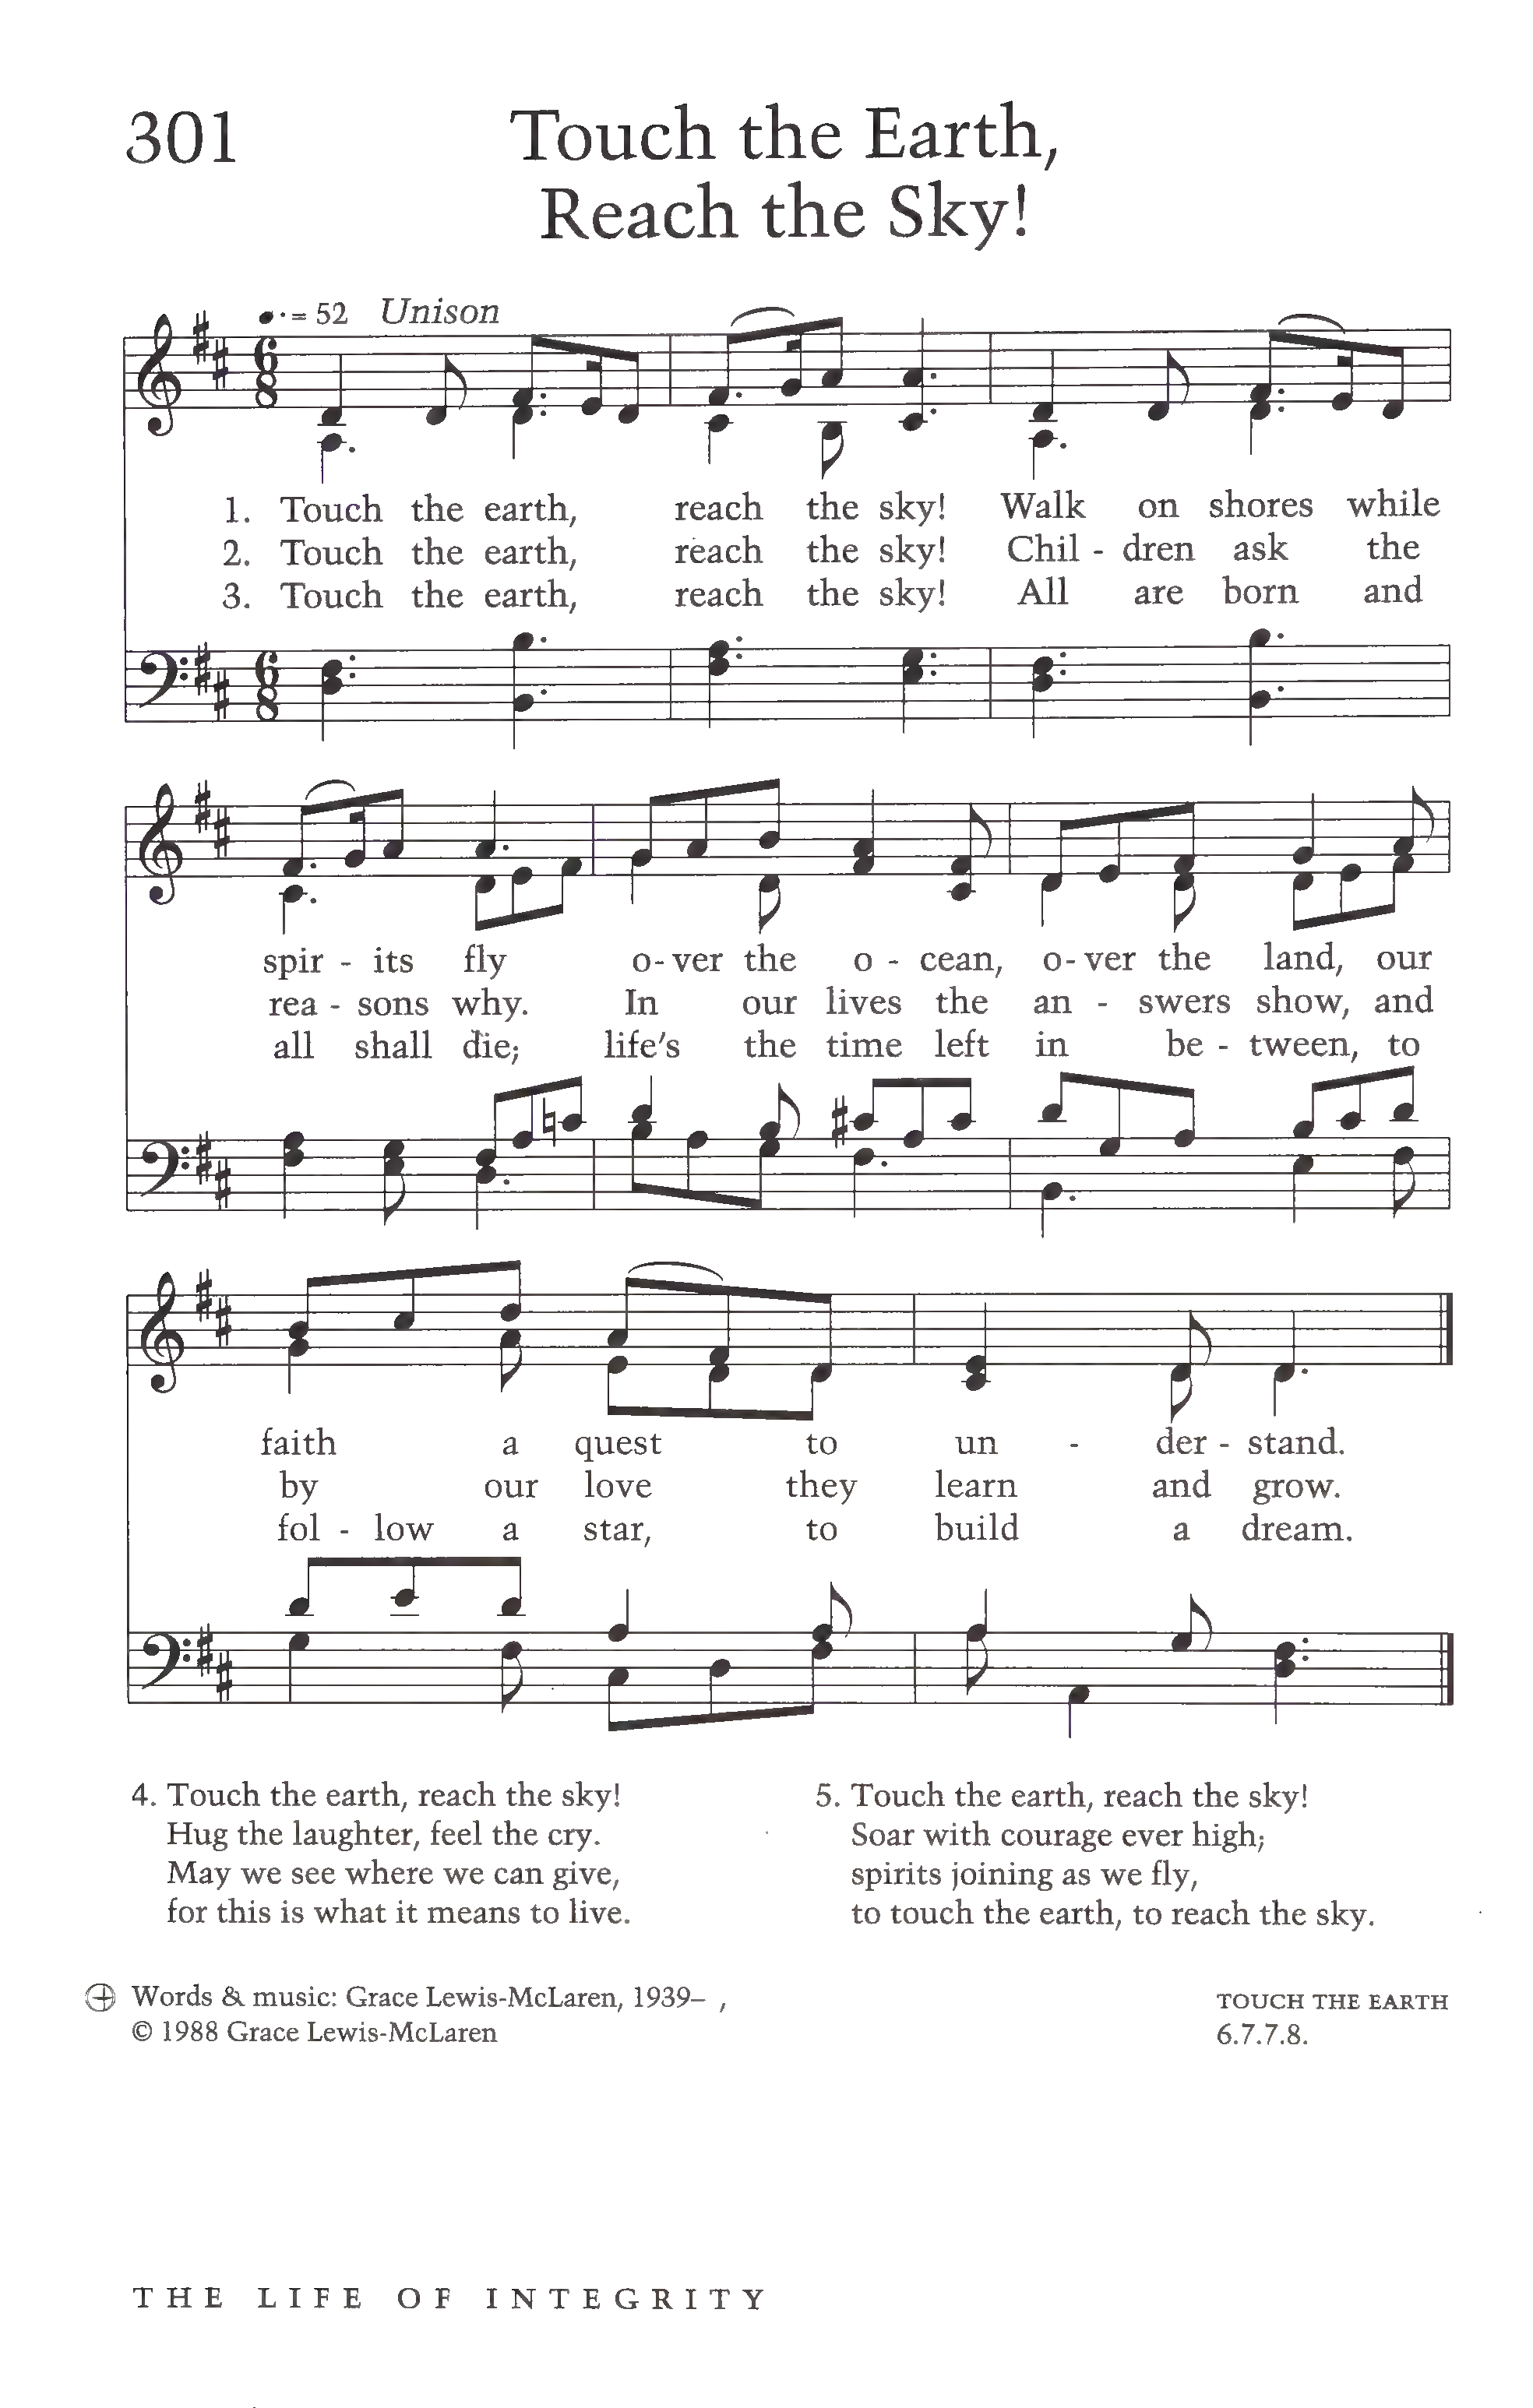 301
Touch the Earth,
Reach the Sky!
♩. = 52 Unison
1. Touch the earth, reach the sky! Walk on shores while
2. Touch the earth, reach the sky! Chil - dren ask the
3. Touch the earth, reach the sky! All are born and
spir - its fly o - ver the o - cean, o - ver the land, our
rea - sons why. In our lives the an - swers show, and
all shall die; life's the time left in be - tween, to
faith a quest to un - der - stand.
by our love they learn and grow.
fol - low a star, to build a dream.
4. Touch the earth, reach the sky!
Hug the laughter, feel the cry.
May we see where we can give,
for this is what it means to live.
5. Touch the earth, reach the sky!
Soar with courage ever high;
spirits joining as we fly,
to touch the earth, to reach the sky.
Words & music: Grace Lewis-McLaren, 1939– ,
© 1988 Grace Lewis-McLaren
TOUCH THE EARTH
6.7.7.8.
THE LIFE OF INTEGRITY